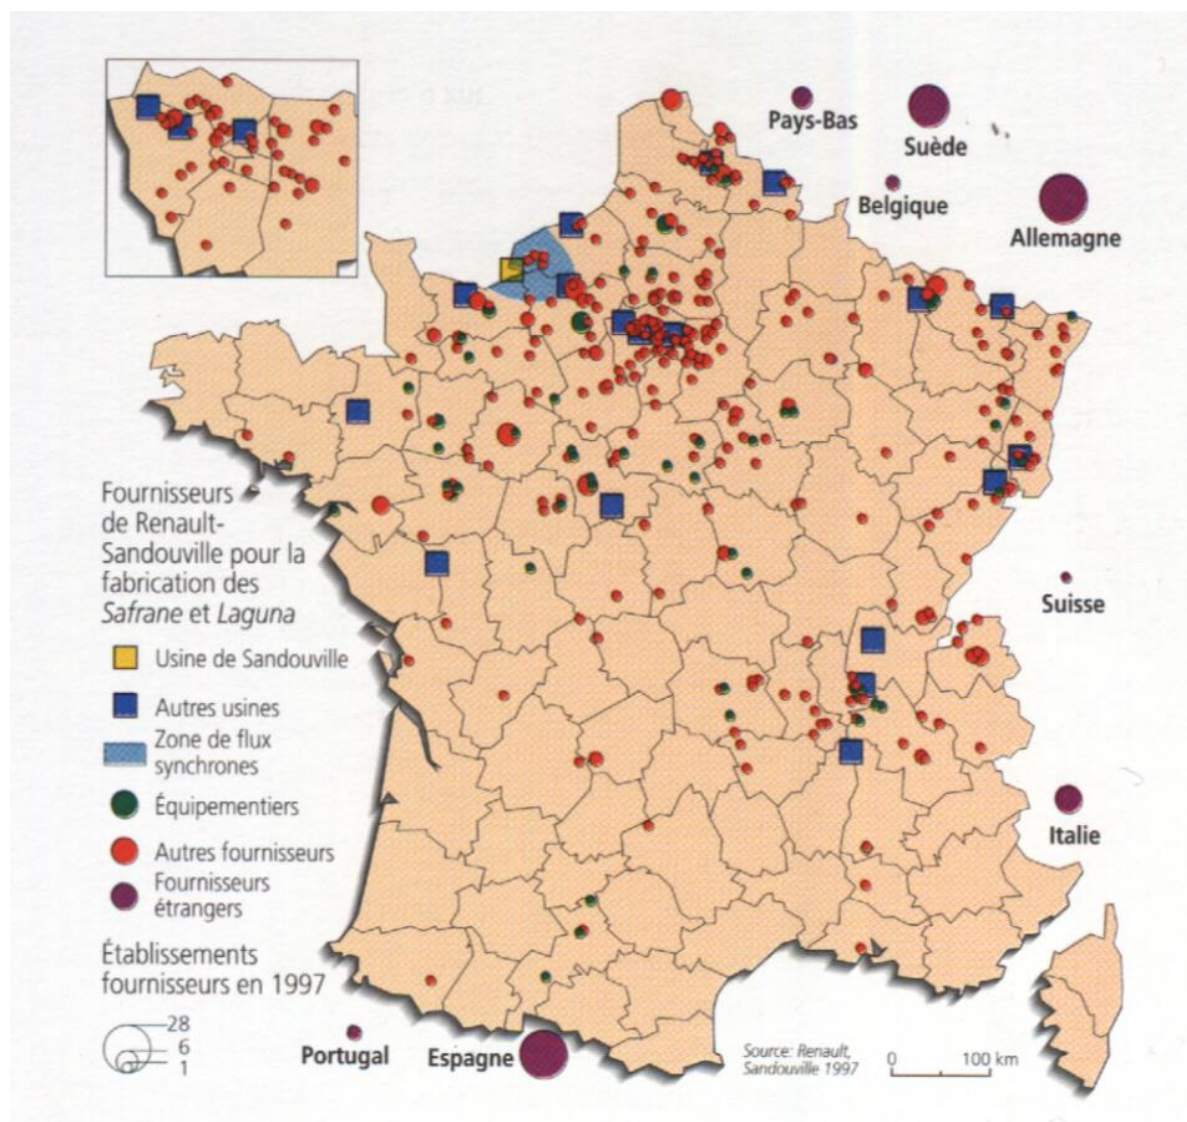 Pays-Bas
Suède
Belgique
Allemagne
Fournisseurs
de Renault-
Sandouville pour la
fabrication des
Safrane et Laguna
Usine de Sandouville
Autres usines
Zone de flux
synchrones
Équipementiers
Autres fournisseurs
Fournisseurs
étrangers
Établissements
fournisseurs en 1997
28
6
1
Suisse
Italie
Portugal
Espagne
Source: Renault,
Sandouville 1997
0 100 km